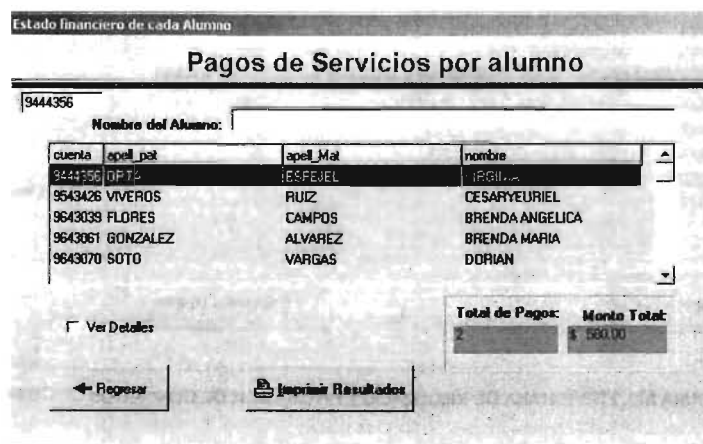 Estado financiero de cada Alumno
Pagos de Servicios por alumno
9444356
Nombre del Alumno:
cuenta apell_pat apell_Mat nombre
9444356 ESPEJEL
9543426 VIVEROS RUIZ CESARYEURIEL
9643039 FLORES CAMPOS BRENDA ANGELICA
9643061 GONZALEZ ALVAREZ BRENDA MARIA
9643070 SOTO VARGAS DORIAN
Total de Pagos: Monto Total:
Ver Detalles
2 $ 560.00
Regresar Imprimir Resultados